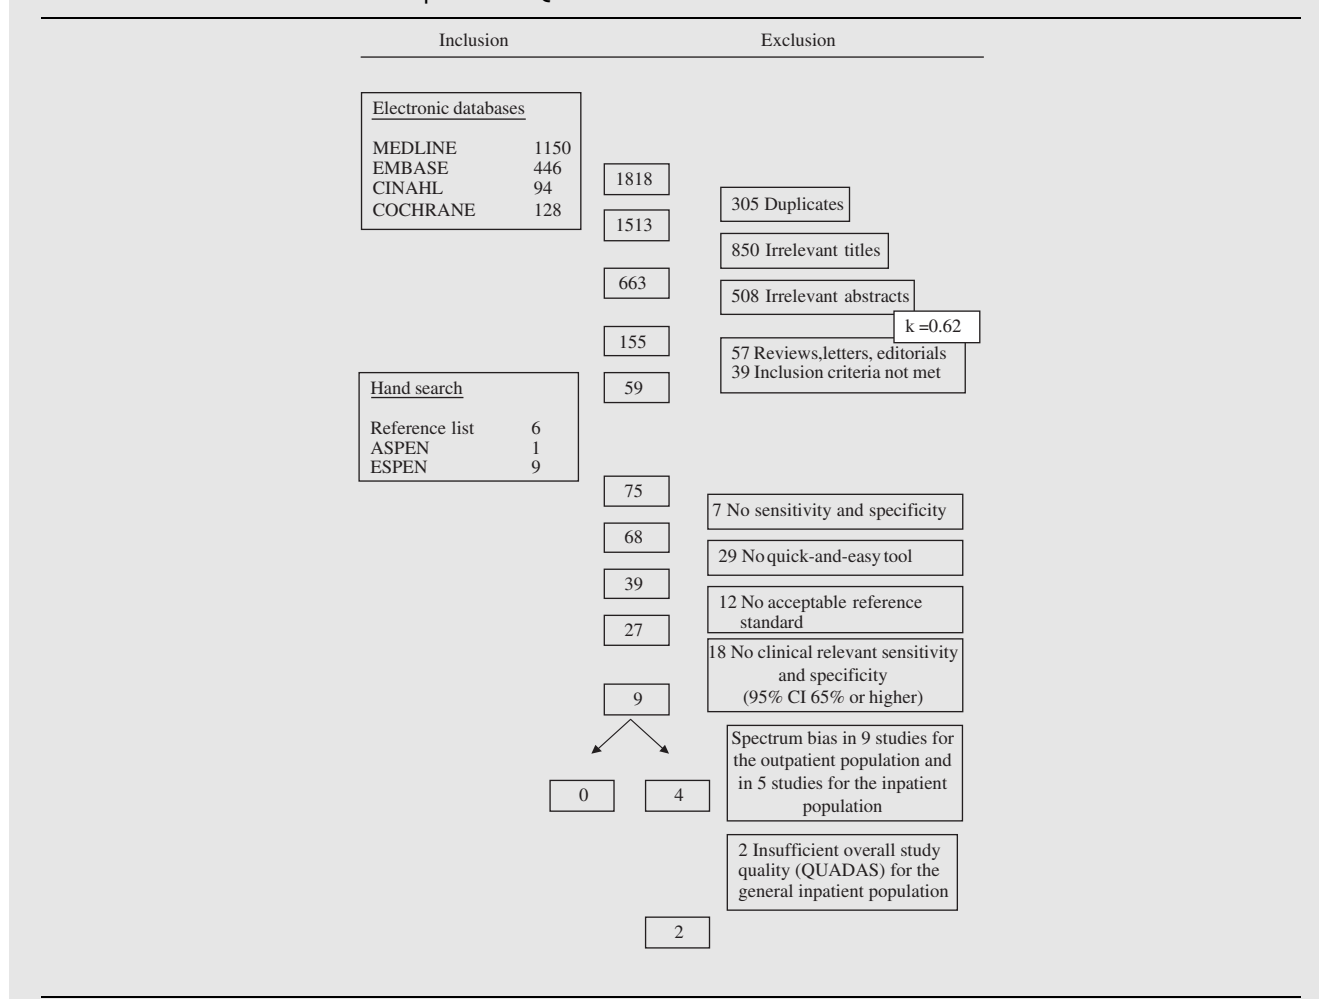 Inclusion Exclusion
Electronic databases
MEDLINE 1150
EMBASE 446
CINAHL 94
COCHRANE 128
1818
305 Duplicates
1513
850 Irrelevant titles
663
508 Irrelevant abstracts
k =0.62
155
57 Reviews,letters, editorials
39 Inclusion criteria not met
59
Hand search
Reference list 6
ASPEN 1
ESPEN 9
75
7 No sensitivity and specificity
68
29 No quick-and-easy tool
39
12 No acceptable reference
standard
27
18 No clinical relevant sensitivity
and specificity
(95% CI 65% or higher)
9
Spectrum bias in 9 studies for
the outpatient population and
in 5 studies for the inpatient
population
0 4
2 Insufficient overall study
quality (QUADAS) for the
general inpatient population
2